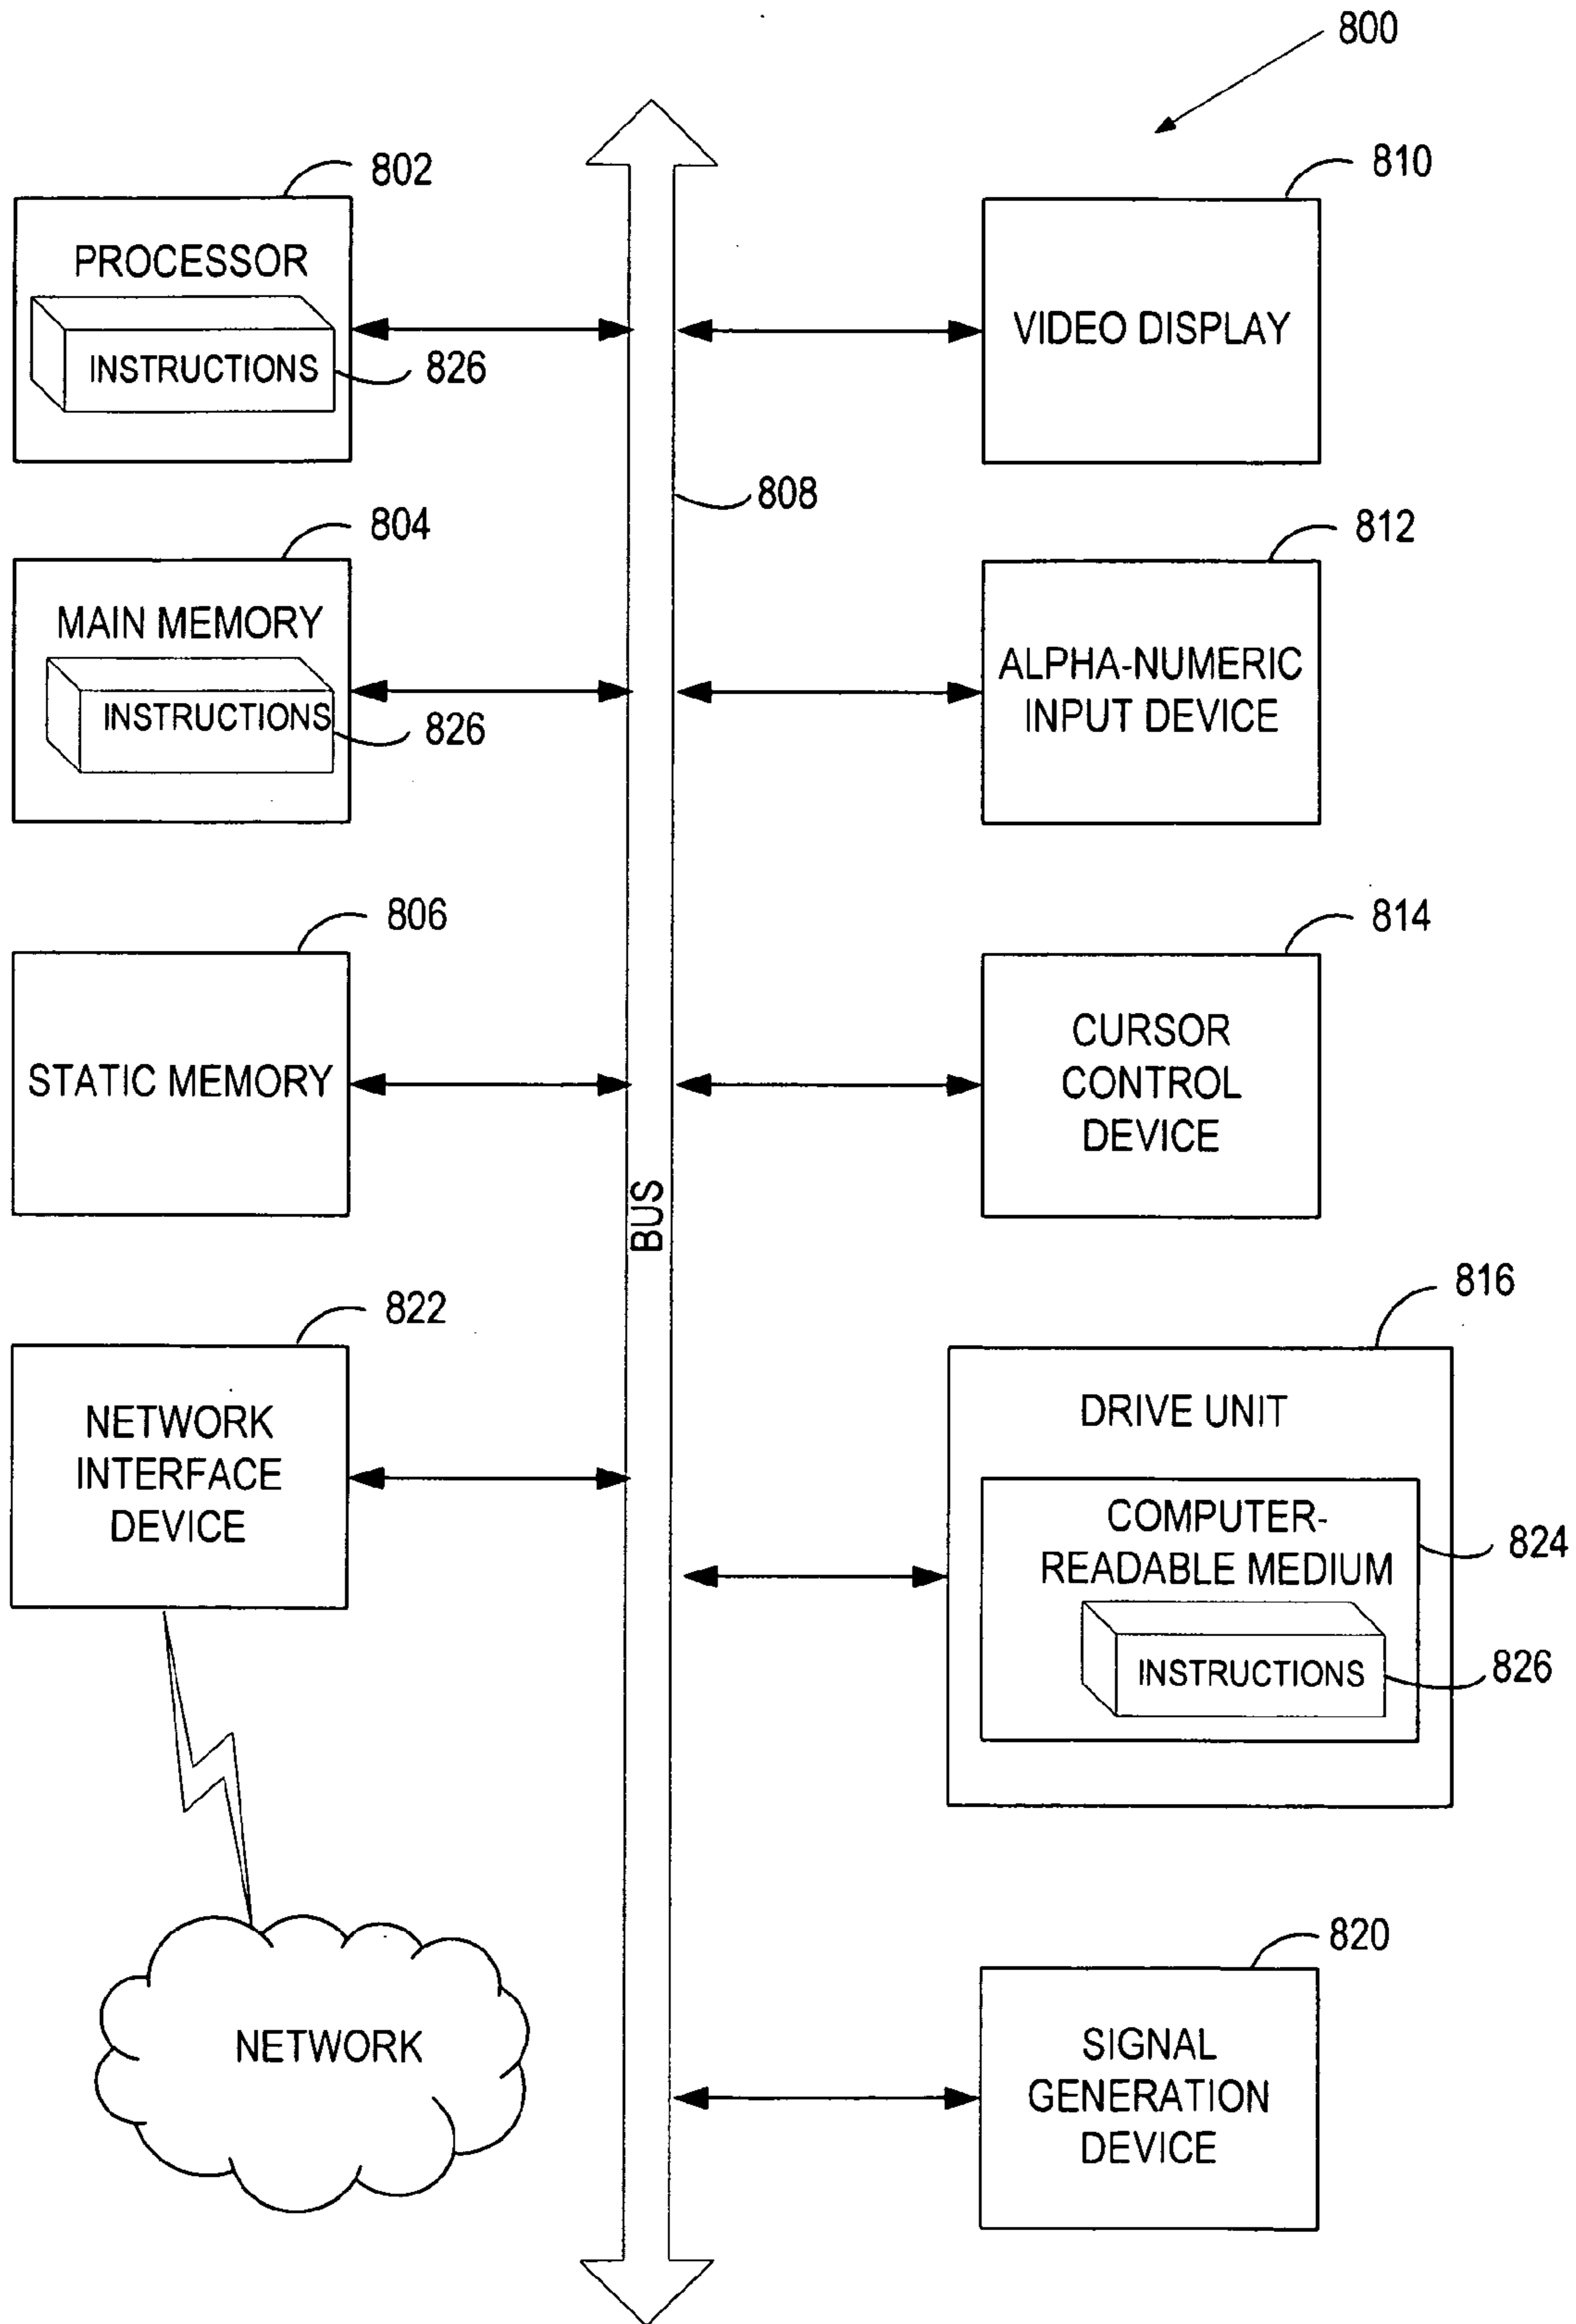 800
802
PROCESSOR
INSTRUCTIONS
826
810
VIDEO DISPLAY
808
804
MAIN MEMORY
INSTRUCTIONS
826
812
ALPHA-NUMERIC
INPUT DEVICE
806
STATIC MEMORY
814
CURSOR
CONTROL
DEVICE
BUS
822
NETWORK
INTERFACE
DEVICE
816
DRIVE UNIT
COMPUTER-
READABLE MEDIUM
824
INSTRUCTIONS
826
NETWORK
820
SIGNAL
GENERATION
DEVICE